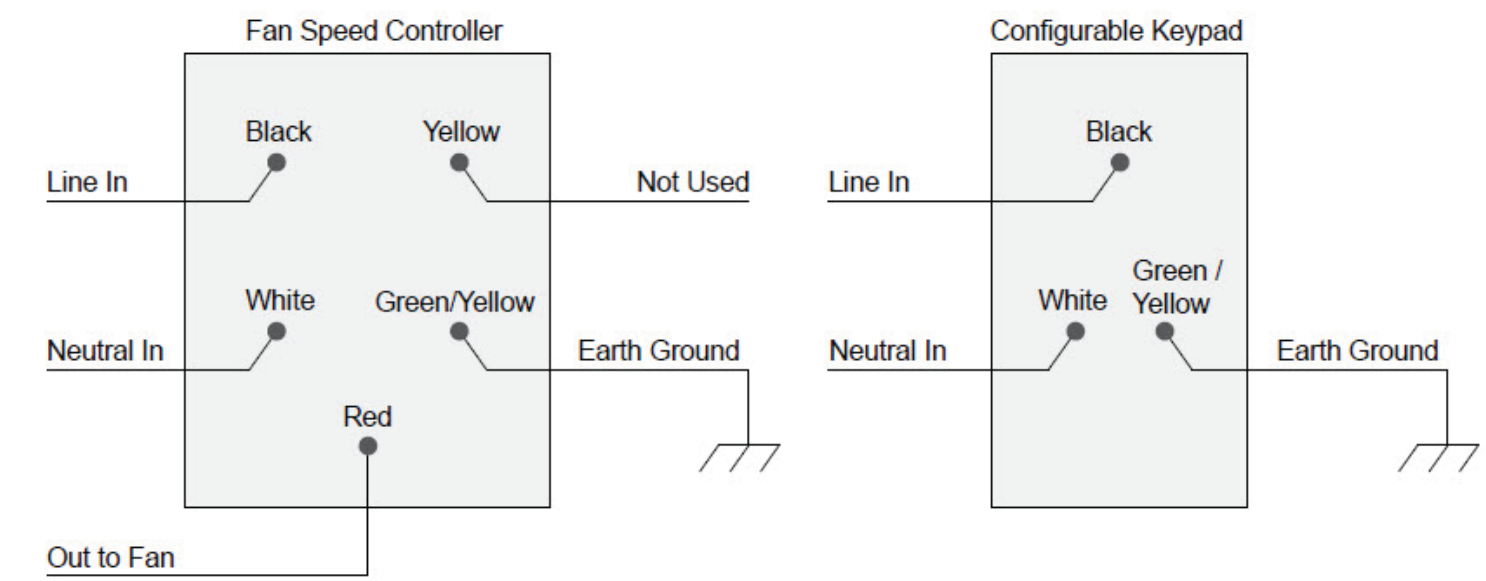 Fan Speed Controller
Configurable Keypad
Black
Yellow
Black
Line In
Not Used
Line In
White
Green/Yellow
White
Green /
Yellow
Neutral In
Earth Ground
Neutral In
Earth Ground
Red
Out to Fan